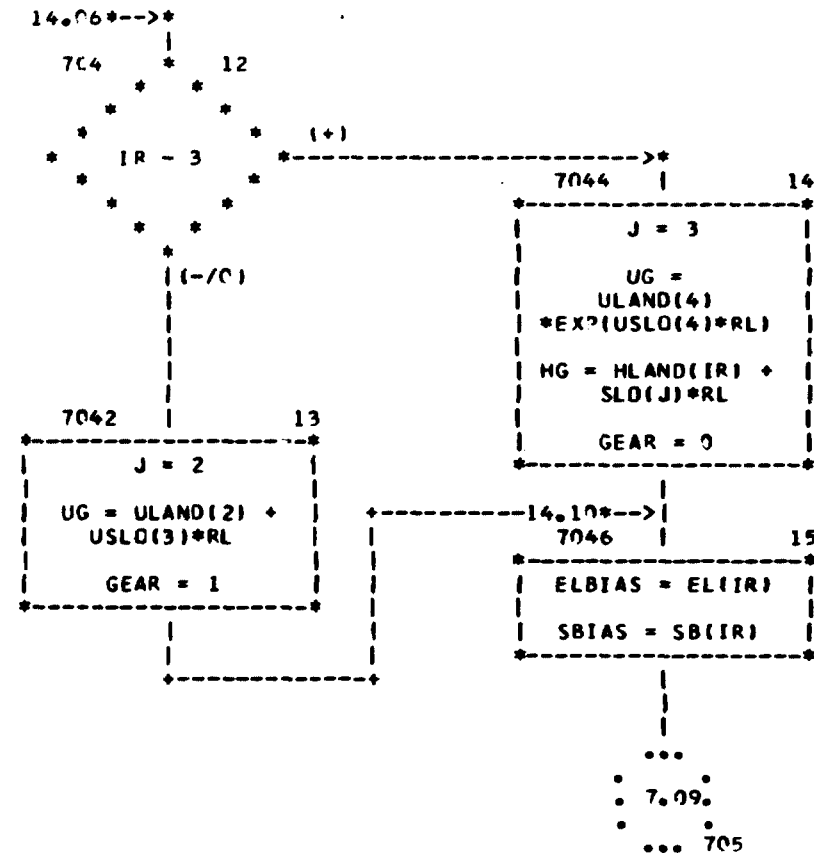 14.06*-->*
704 12
IR - 3
(+)
(-/0)
7044 14
J = 3
UG =
ULAND(4)
*EXP(USLO(4)*RL)
HG = HLAND(IR) +
SLO(J)*RL
GEAR = 0
7042 13
J = 2
UG = ULAND(2) +
USLO(3)*RL
GEAR = 1
14.10*-->
7046 15
ELBIAS = EL(IR)
SBIAS = SB(IR)
7.09
705